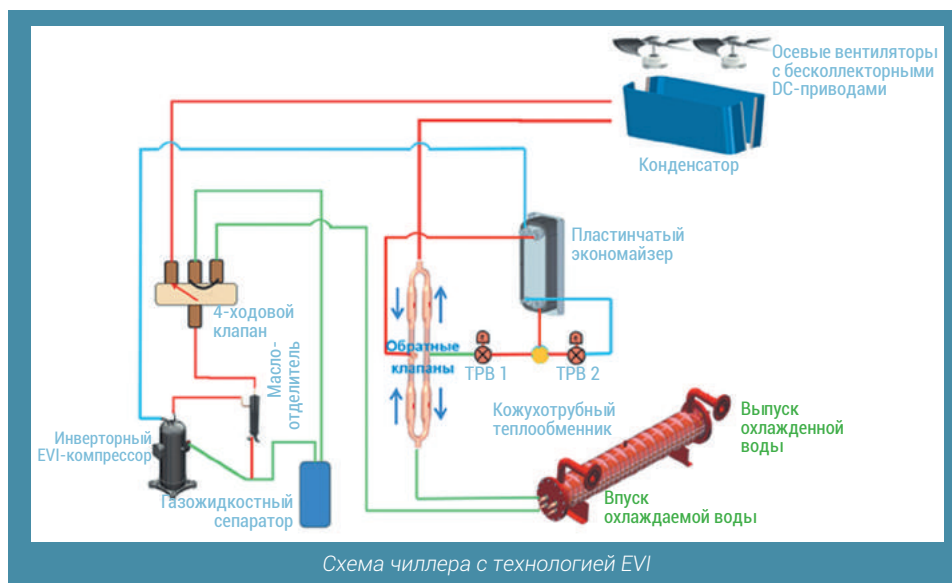 Осевые вентиляторы
с бесколлекторными
DC-приводами
Конденсатор
Пластинчатый
экономайзер
4-ходовой
клапан
Обратные
клапаны
ТРВ 1
ТРВ 2
Масло-
отделитель
Кожухотрубный
теплообменник
Выпуск
охлажденной
воды
Инверторный
EVI-компрессор
Газожидкостный
сепаратор
Впуск
охлаждаемой воды
Схема чиллера с технологией EVI